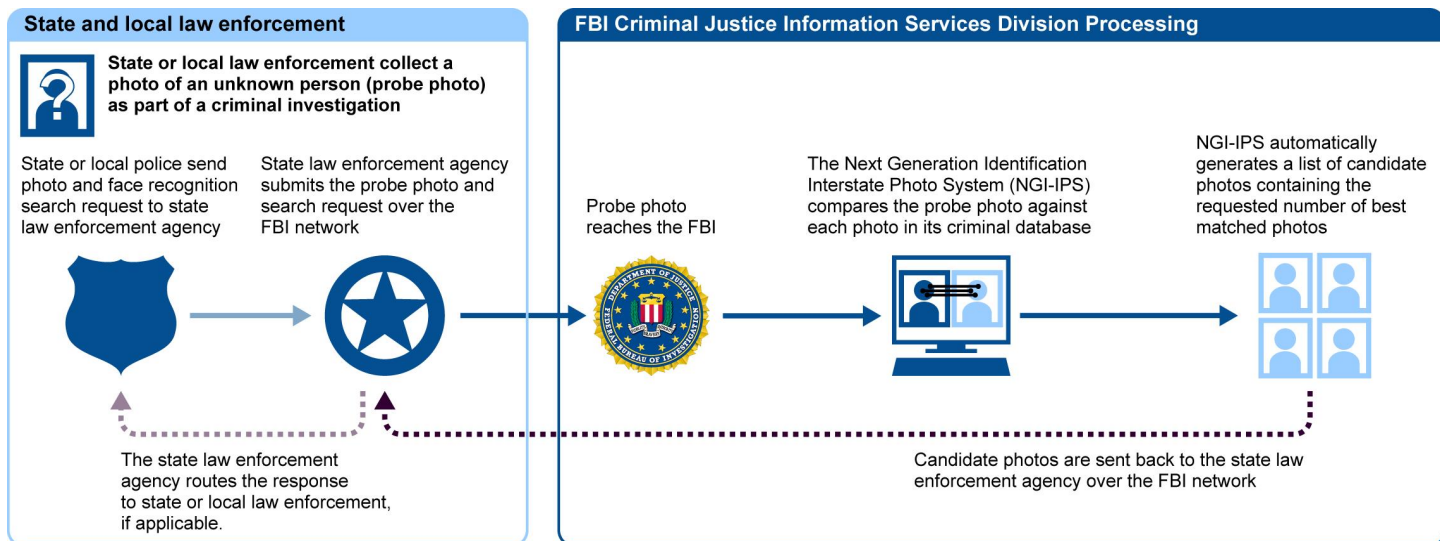 State and local law enforcement
State or local law enforcement collect a
photo of an unknown person (probe photo)
as part of a criminal investigation
State or local police send
photo and face recognition
search request to state
law enforcement agency
State law enforcement agency
submits the probe photo and
search request over the
FBI network
The state law enforcement
agency routes the response
to state or local law enforcement,
if applicable.
FBI Criminal Justice Information Services Division Processing
Probe photo
reaches the FBI
DEPARTMENT OF JUSTICE
FEDERAL BUREAU OF INVESTIGATION
The Next Generation Identification
Interstate Photo System (NGI-IPS)
compares the probe photo against
each photo in its criminal database
NGI-IPS automatically
generates a list of candidate
photos containing the
requested number of best
matched photos
Candidate photos are sent back to the state law
enforcement agency over the FBI network